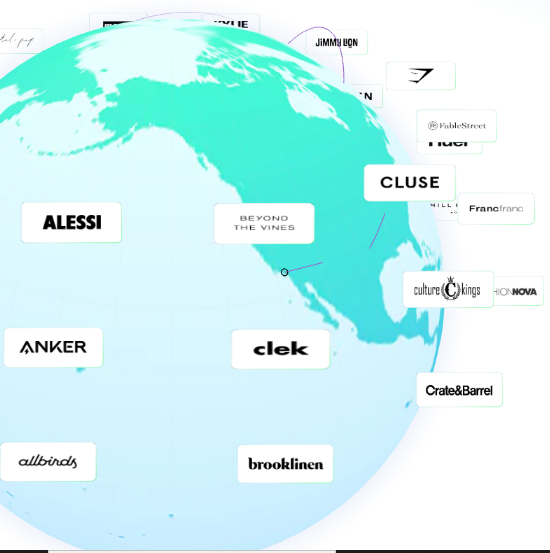 KYLIE
JIMMY LION
FableStreet
CLUSE
Francfranc
ALESSI
BEYOND
THE VINES
culture kings
NOVA
ANKER
clek
Crate&Barrel
allbirds
brooklinen